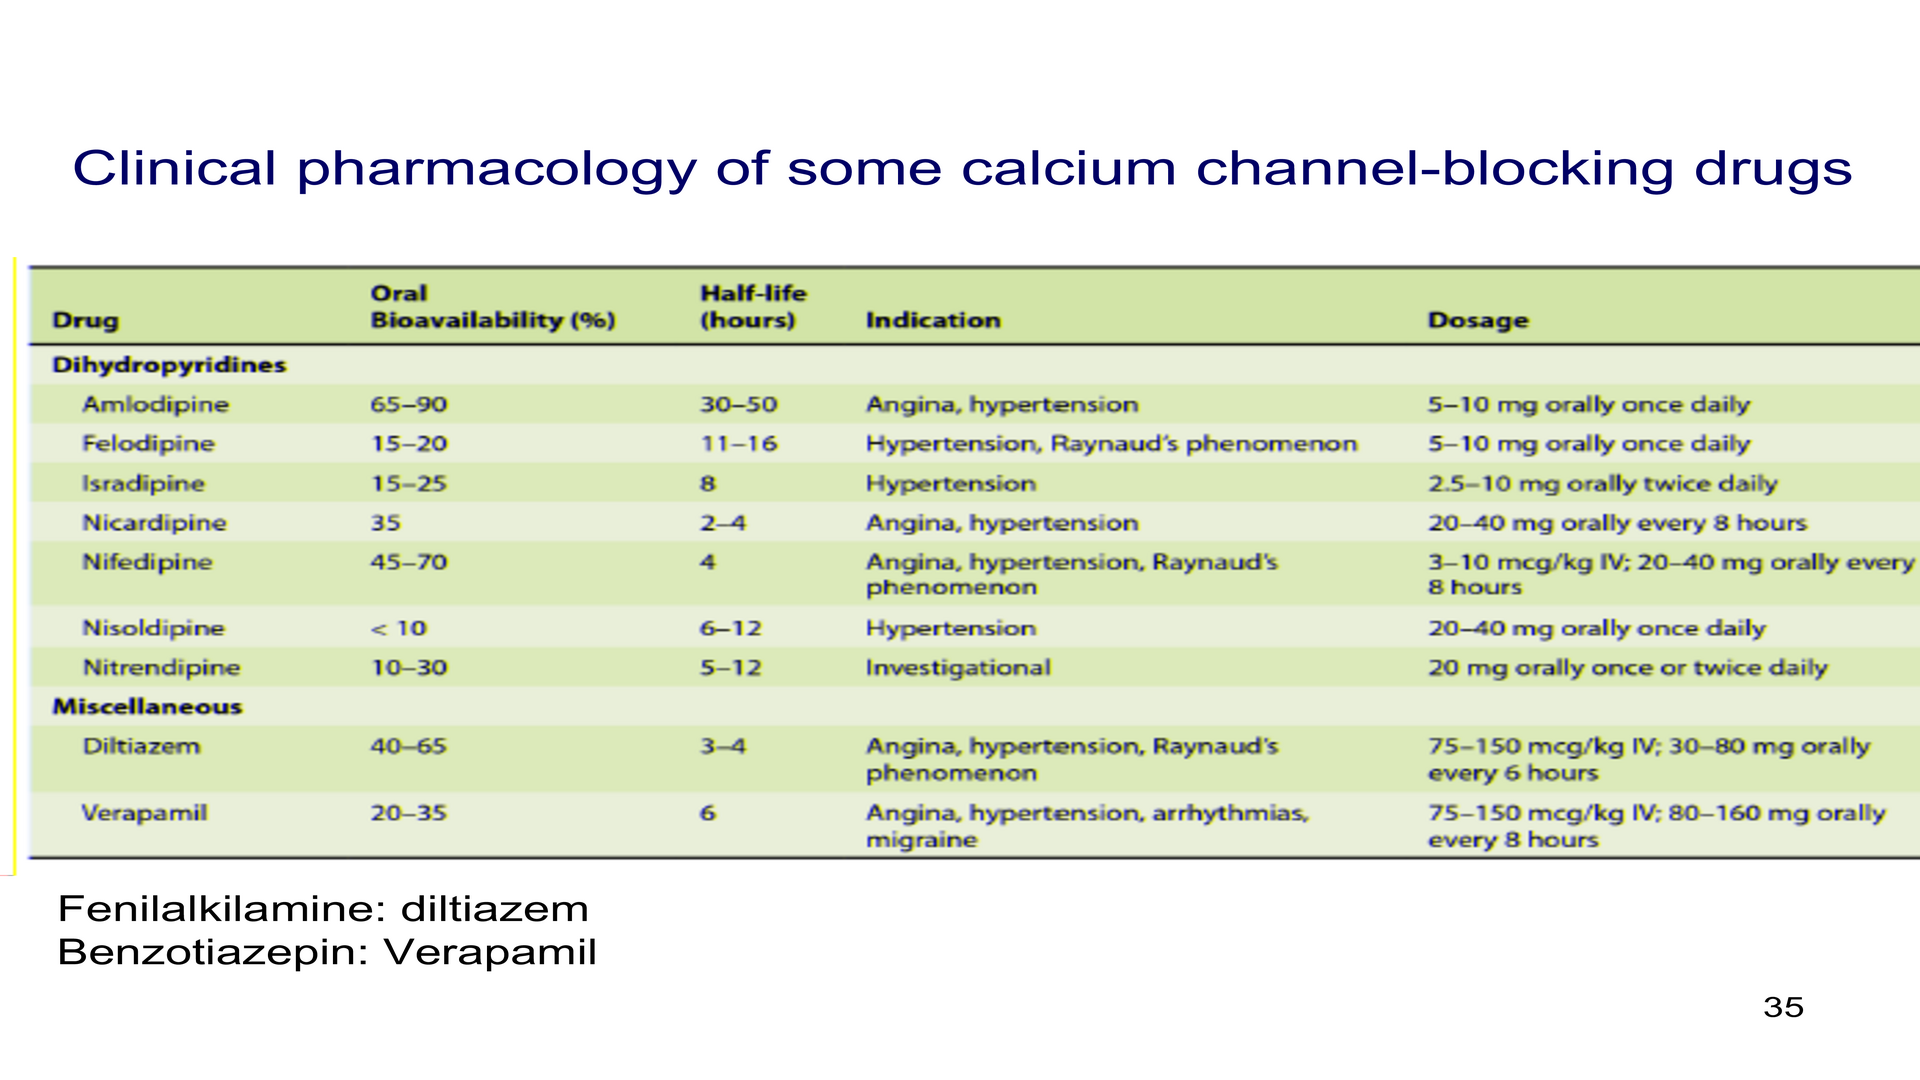 Clinical pharmacology of some calcium channel-blocking drugs
Drug Oral Bioavailability (%) Half-life (hours) Indication Dosage
Dihydropyridines
Amlodipine 65–90 30–50 Angina, hypertension 5–10 mg orally once daily
Felodipine 15–20 11–16 Hypertension, Raynaud's phenomenon 5–10 mg orally once daily
Isradipine 15–25 8 Hypertension 2.5–10 mg orally twice daily
Nicardipine 35 2–4 Angina, hypertension 20–40 mg orally every 8 hours
Nifedipine 45–70 4 Angina, hypertension, Raynaud's phenomenon 3–10 mcg/kg IV; 20–40 mg orally every 8 hours
Nisoldipine < 10 6–12 Hypertension 20–40 mg orally once daily
Nitrendipine 10–30 5–12 Investigational 20 mg orally once or twice daily
Miscellaneous
Diltiazem 40–65 3–4 Angina, hypertension, Raynaud's phenomenon 75–150 mcg/kg IV; 30–80 mg orally every 6 hours
Verapamil 20–35 6 Angina, hypertension, arrhythmias, migraine 75–150 mcg/kg IV; 80–160 mg orally every 8 hours
Fenilalkilamine: diltiazem
Benzotiazepin: Verapamil
35